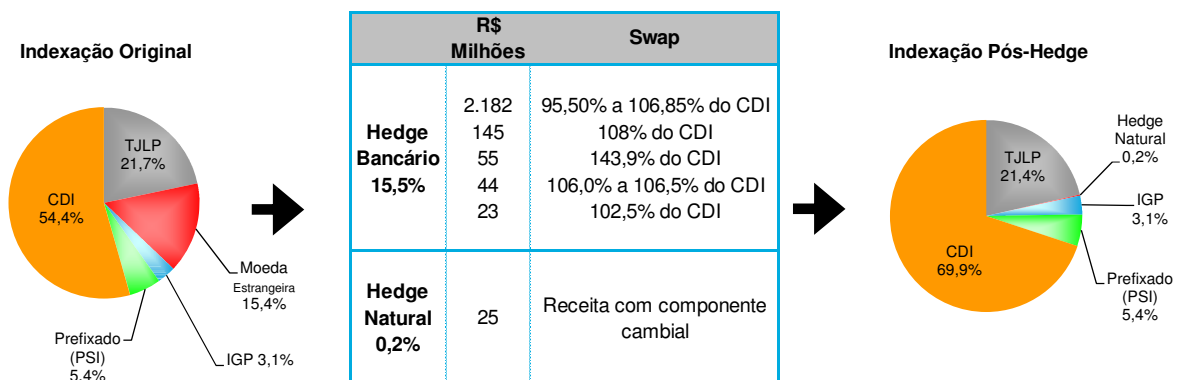 Indexação Original
TJLP
21,7%
CDI
54,4%
Moeda
Estrangeira
15,4%
Prefixado
(PSI)
5,4%
IGP 3,1%
R$
Milhões
Swap
Hedge
Bancário
15,5%
2.182 95,50% a 106,85% do CDI
145 108% do CDI
55 143,9% do CDI
44 106,0% a 106,5% do CDI
23 102,5% do CDI
Hedge
Natural
0,2%
25
Receita com componente
cambial
Indexação Pós-Hedge
Hedge
Natural
0,2%
TJLP
21,4%
IGP
3,1%
CDI
69,9%
Prefixado
(PSI)
5,4%